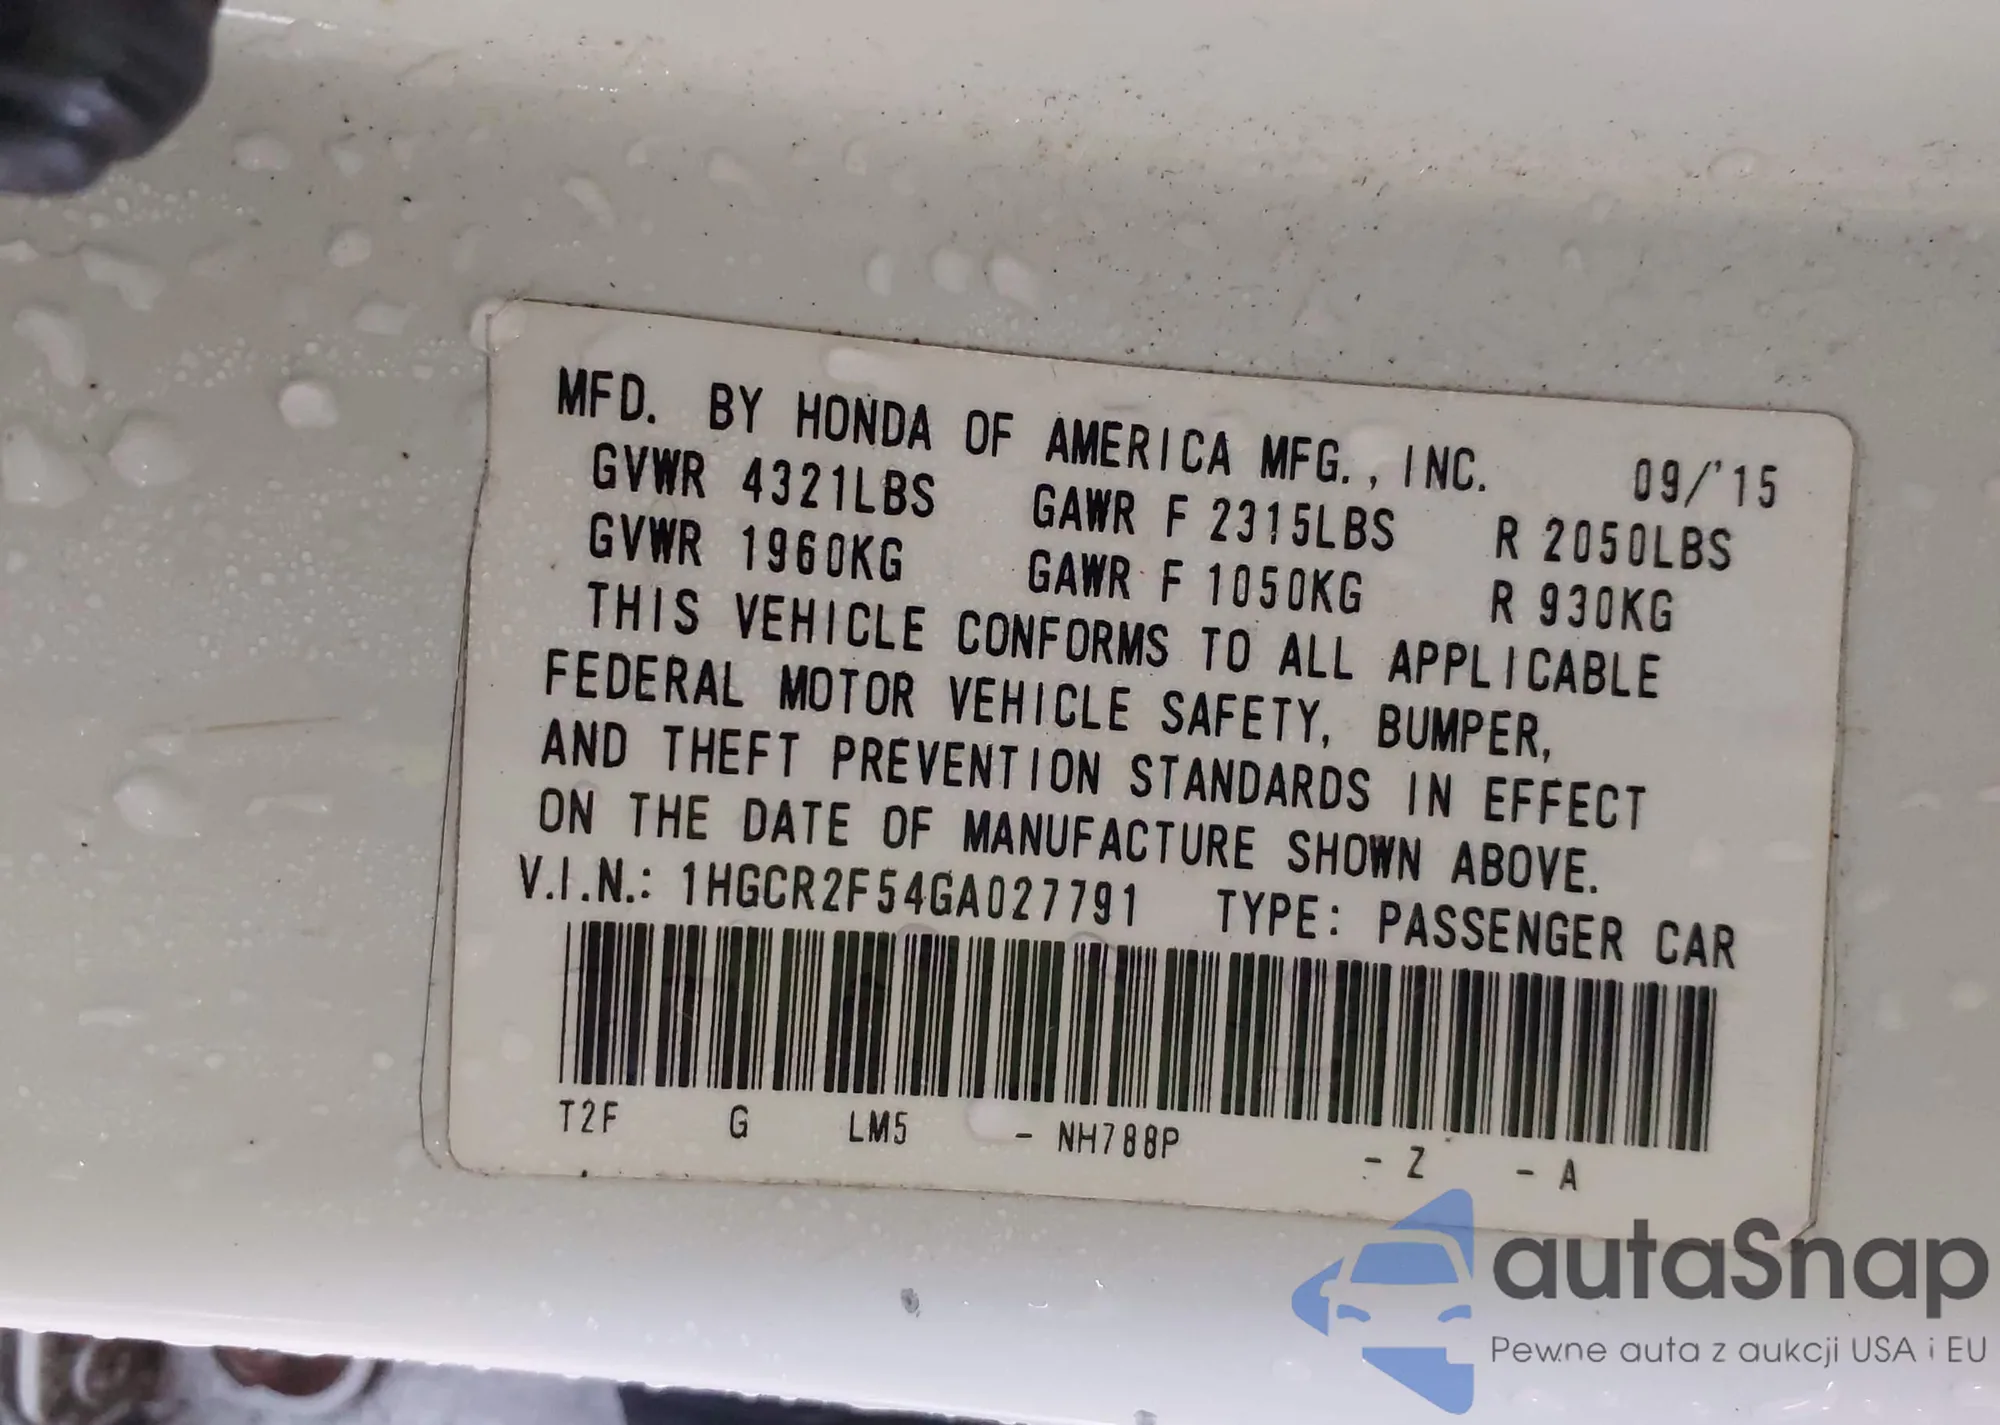 MFD. BY HONDA OF AMERICA MFG., INC. 09/'15
GVWR 4321LBS GAWR F 2315LBS R 2050LBS
GVWR 1960KG GAWR F 1050KG R 930KG
THIS VEHICLE CONFORMS TO ALL APPLICABLE
FEDERAL MOTOR VEHICLE SAFETY, BUMPER,
AND THEFT PREVENTION STANDARDS IN EFFECT
ON THE DATE OF MANUFACTURE SHOWN ABOVE.
V.I.N.: 1HGCR2F54GA027791 TYPE: PASSENGER CAR
T2F G LM5 - NH788P - Z - A
autaSnap
Pewne auta z aukcji USA i EU